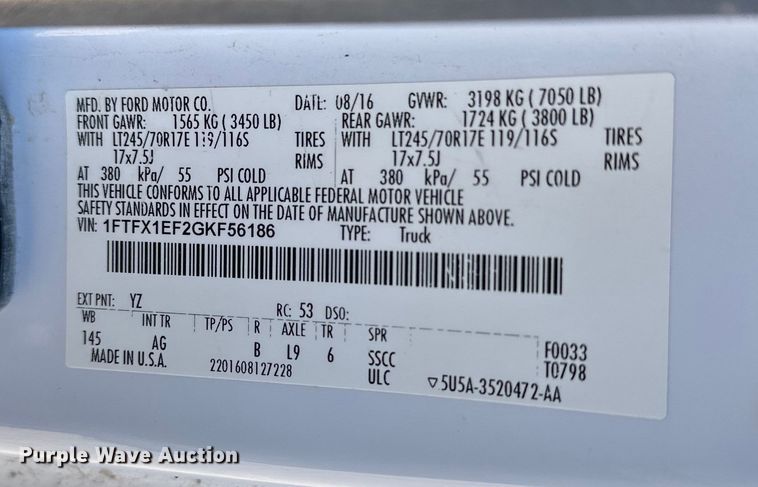 MFD. BY FORD MOTOR CO. DATE: 08/16 GVWR: 3198 KG ( 7050 LB)
FRONT GAWR: 1565 KG ( 3450 LB) REAR GAWR: 1724 KG ( 3800 LB)
WITH LT245/70R17E 119/116S TIRES WITH LT245/70R17E 119/116S TIRES
17x7.5J RIMS 17x7.5J RIMS
AT 380 kPa/ 55 PSI COLD AT 380 kPa/ 55 PSI COLD
THIS VEHICLE CONFORMS TO ALL APPLICABLE FEDERAL MOTOR VEHICLE
SAFETY STANDARDS IN EFFECT ON THE DATE OF MANUFACTURE SHOWN ABOVE.
VIN: 1FTFX1EF2GKF56186 TYPE: Truck
EXT PNT: YZ RC: 53 DSO:
WB INT TR TP/PS R AXLE TR SPR
145 AG B L9 6 SSCC F0033
MADE IN U.S.A. 2201608127228 ULC T0798
▽5U5A-3520472-AA
Purple Wave Auction